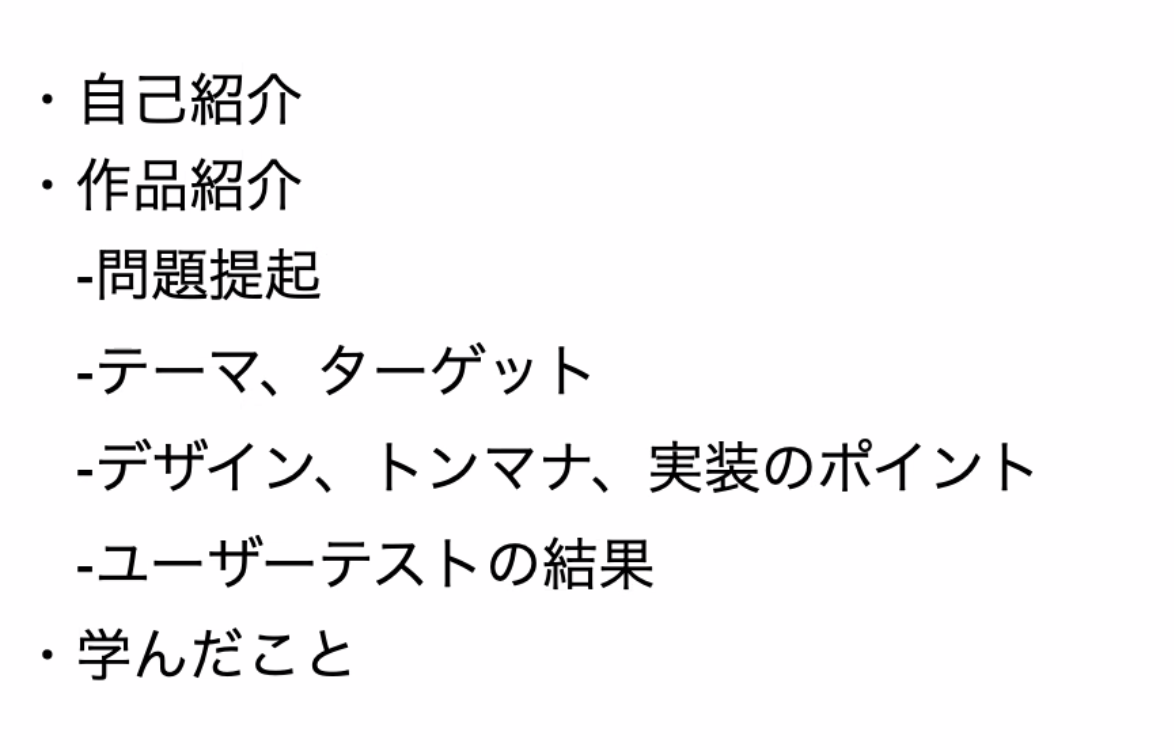 ・自己紹介
・作品紹介
-問題提起
-テーマ、ターゲット
-デザイン、トンマナ、実装のポイント
-ユーザーテストの結果
・学んだこと